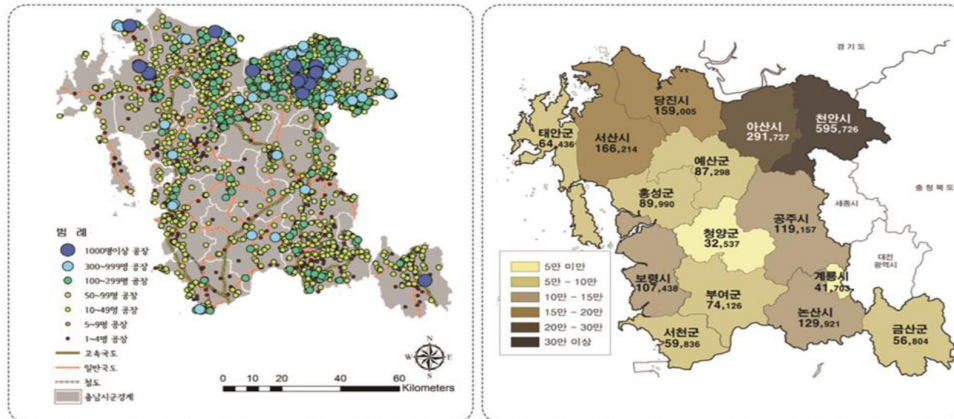 범 례
1000명이상 공장
300~999명 공장
100~299명 공장
50~99명 공장
10~49명 공장
5~9명 공장
1~4명 공장
고속국도
일반국도
철도
충남시군경계
N
W
E
S
0 10 20 40 60
Kilometers
경 기 도
당진시
159,005
아산시
291,727
천안시
595,726
태안군
64,436
서산시
166,214
예산군
87,298
충 청 북 도
홍성군
89,990
세종시
공주시
119,157
청양군
32,537
대전
광역시
보령시
107,438
계룡시
41,703
부여군
74,126
논산시
129,921
서천군
59,836
금산군
56,804
5만 미만
5만 - 10만
10만 - 15만
15만 - 20만
20만 - 30만
30만 이상